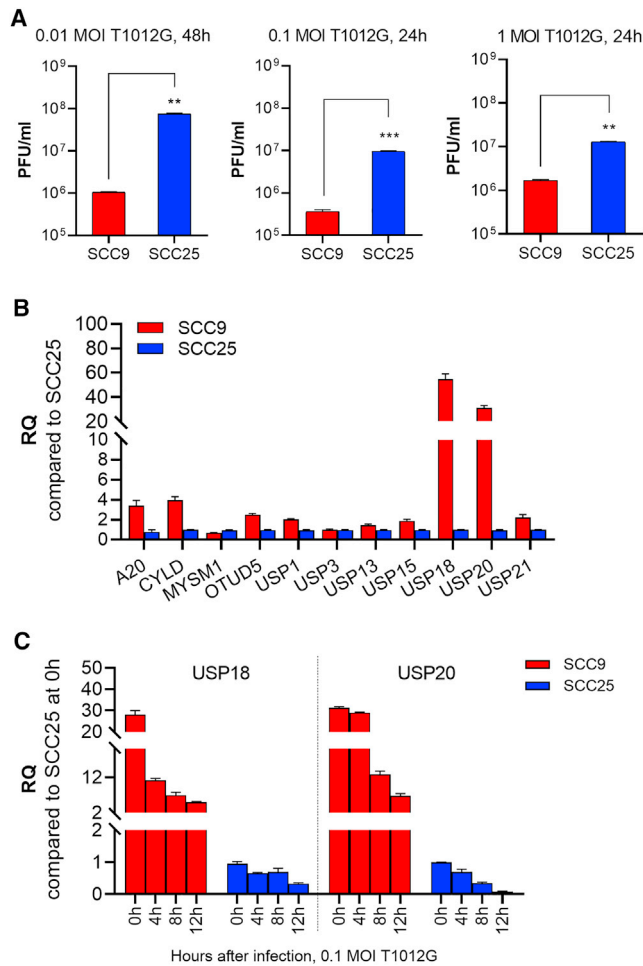 A
0.01 MOI T1012G, 48h
0.1 MOI T1012G, 24h
1 MOI T1012G, 24h
PFU/ml
10⁹
10⁸
10⁷
10⁶
10⁵
**
SCC9 SCC25
PFU/ml
10⁹
10⁸
10⁷
10⁶
10⁵
***
SCC9 SCC25
PFU/ml
10⁹
10⁸
10⁷
10⁶
10⁵
**
SCC9 SCC25
B
RQ
compared to SCC25
100
80
60
40
20
10
8
6
4
2
0
SCC9
SCC25
A20 CYLD MYSM1 OTUD5 USP1 USP3 USP13 USP15 USP18 USP20 USP21
C
RQ
compared to SCC25 at 0h
50
40
30
20
12
2
2
1
0
USP18
USP20
SCC9
SCC25
0h 4h 8h 12h 0h 4h 8h 12h 0h 4h 8h 12h 0h 4h 8h 12h
Hours after infection, 0.1 MOI T1012G